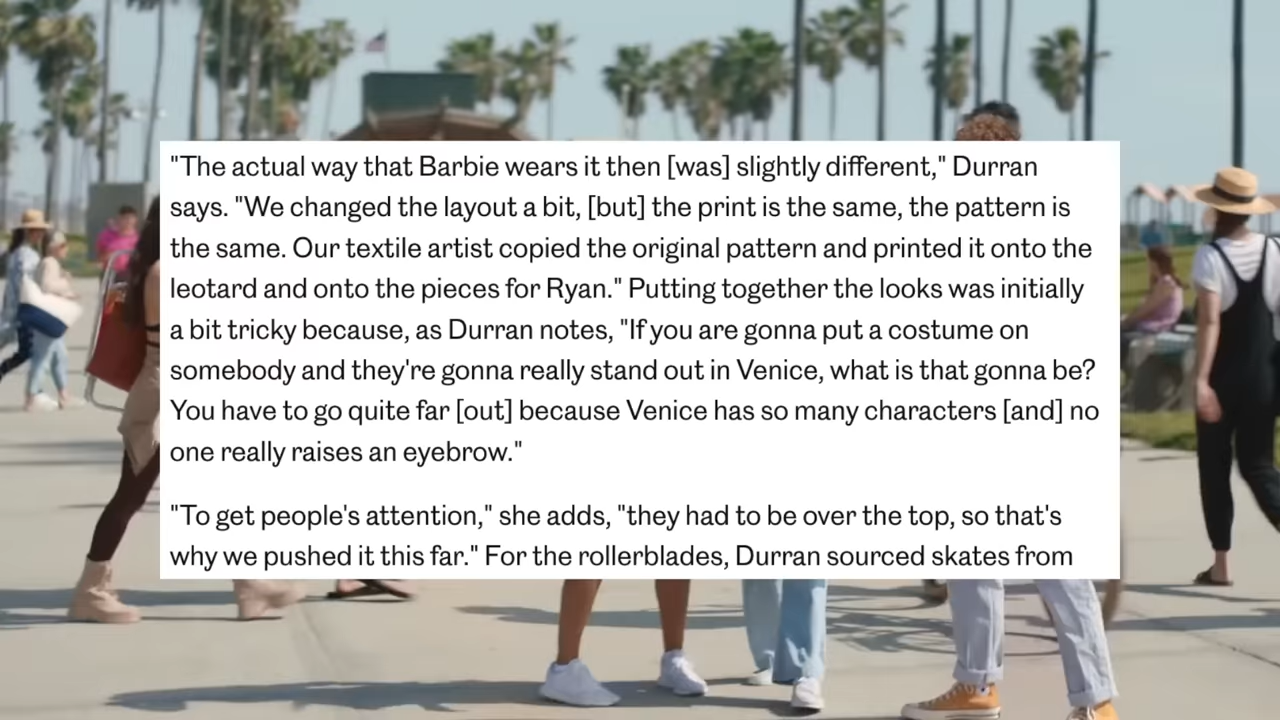 "The actual way that Barbie wears it then [was] slightly different," Durran
says. "We changed the layout a bit, [but] the print is the same, the pattern is
the same. Our textile artist copied the original pattern and printed it onto the
leotard and onto the pieces for Ryan." Putting together the looks was initially
a bit tricky because, as Durran notes, "If you are gonna put a costume on
somebody and they're gonna really stand out in Venice, what is that gonna be?
You have to go quite far [out] because Venice has so many characters [and] no
one really raises an eyebrow."
"To get people's attention," she adds, "they had to be over the top, so that's
why we pushed it this far." For the rollerblades, Durran sourced skates from